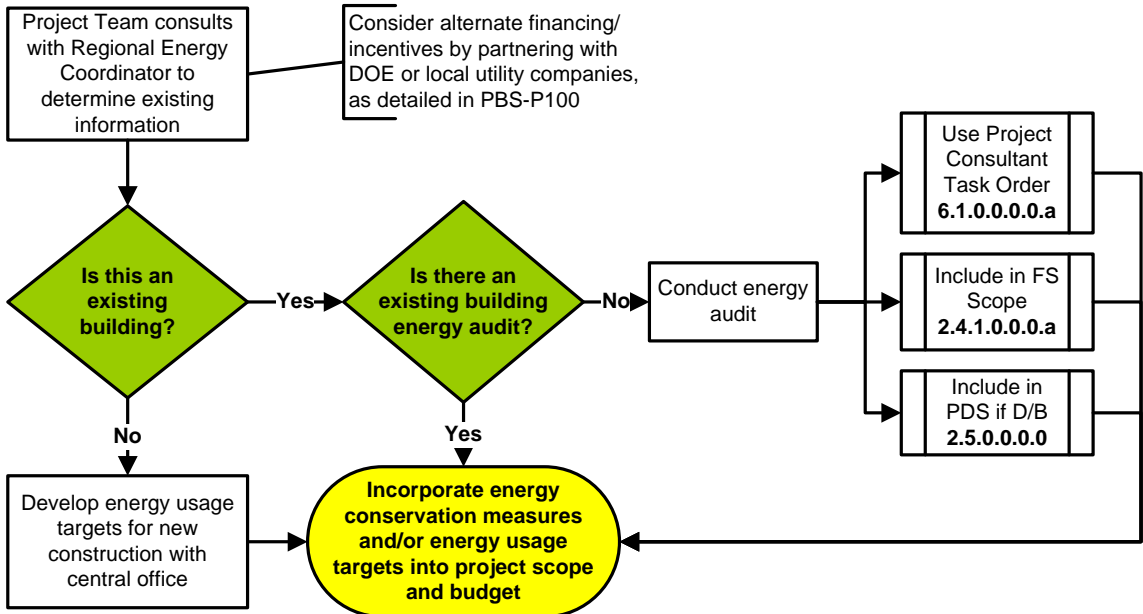 Project Team consults
with Regional Energy
Coordinator to
determine existing
information
Consider alternate financing/
incentives by partnering with
DOE or local utility companies,
as detailed in PBS-P100
Is this an
existing
building?
Yes
Is there an
existing building
energy audit?
No
Conduct energy
audit
Use Project
Consultant
Task Order
6.1.0.0.0.0.a
Include in FS
Scope
2.4.1.0.0.0.a
Include in
PDS if D/B
2.5.0.0.0.0
No
Yes
Develop energy usage
targets for new
construction with
central office
Incorporate energy
conservation measures
and/or energy usage
targets into project scope
and budget